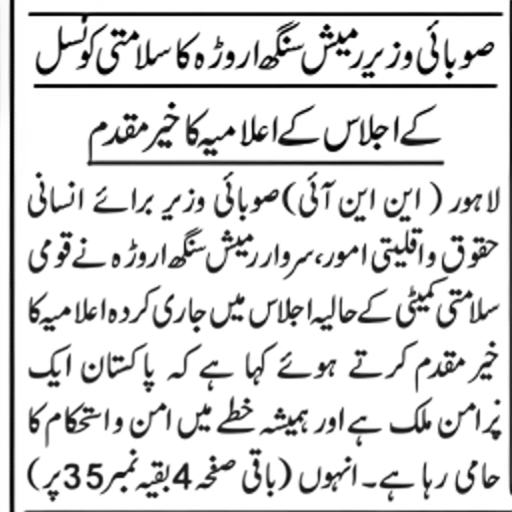 صوبائی وزیر رمیش سنگھ اروڑہ کا سلامتی کونسل
کے اجلاس کے اعلامیہ کا خیر مقدم
لاہور ( این این آئی) صوبائی وزیر برائے انسانی
حقوق و اقلیتی امور، سردار رمیش سنگھ اروڑہ نے قومی
سلامتی کمیٹی کے حالیہ اجلاس میں جاری کردہ اعلامیہ کا
خیر مقدم کرتے ہوئے کہا ہے کہ پاکستان ایک
پُرامن ملک ہے اور ہمیشہ خطے میں امن و استحکام کا
حامی رہا ہے۔ انہوں (باقی صفحہ 4 بقیہ نمبر 35 پر)